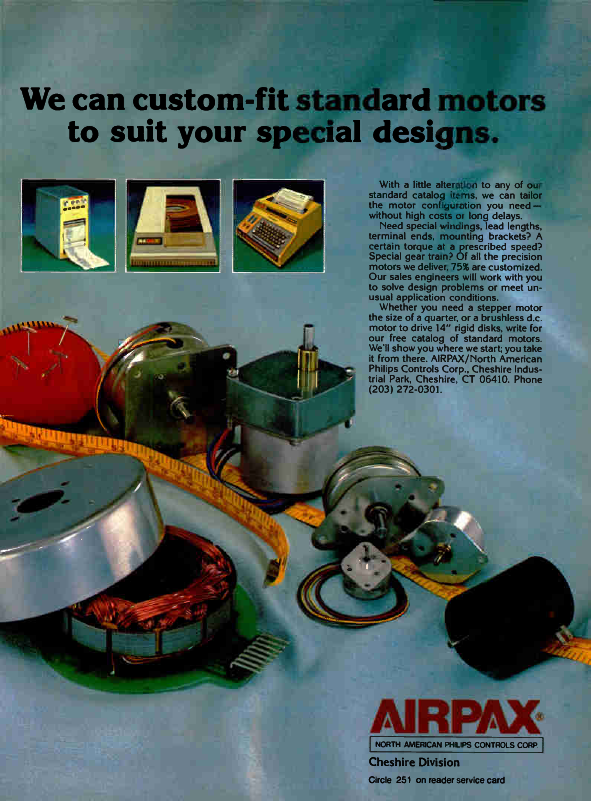 We can custom-fit standard motors
to suit your special designs.
With a little alteration to any of our
standard catalog items, we can tailor
the motor configuration you need—
without high costs or long delays.
Need special windings, lead lengths,
terminal ends, mounting brackets? A
certain torque at a prescribed speed?
Special gear train? Of all the precision
motors we deliver, 75% are customized.
Our sales engineers will work with you
to solve design problems or meet un-
usual application conditions.
Whether you need a stepper motor
the size of a quarter, or a brushless d.c.
motor to drive 14" rigid disks, write for
our free catalog of standard motors.
We'll show you where we start; you take
it from there. AIRPAX/North American
Philips Controls Corp., Cheshire Indus-
trial Park, Cheshire, CT 06410. Phone
(203) 272-0301.
AIRPAX®
NORTH AMERICAN PHILIPS CONTROLS CORP
Cheshire Division
Circle 251 on reader service card